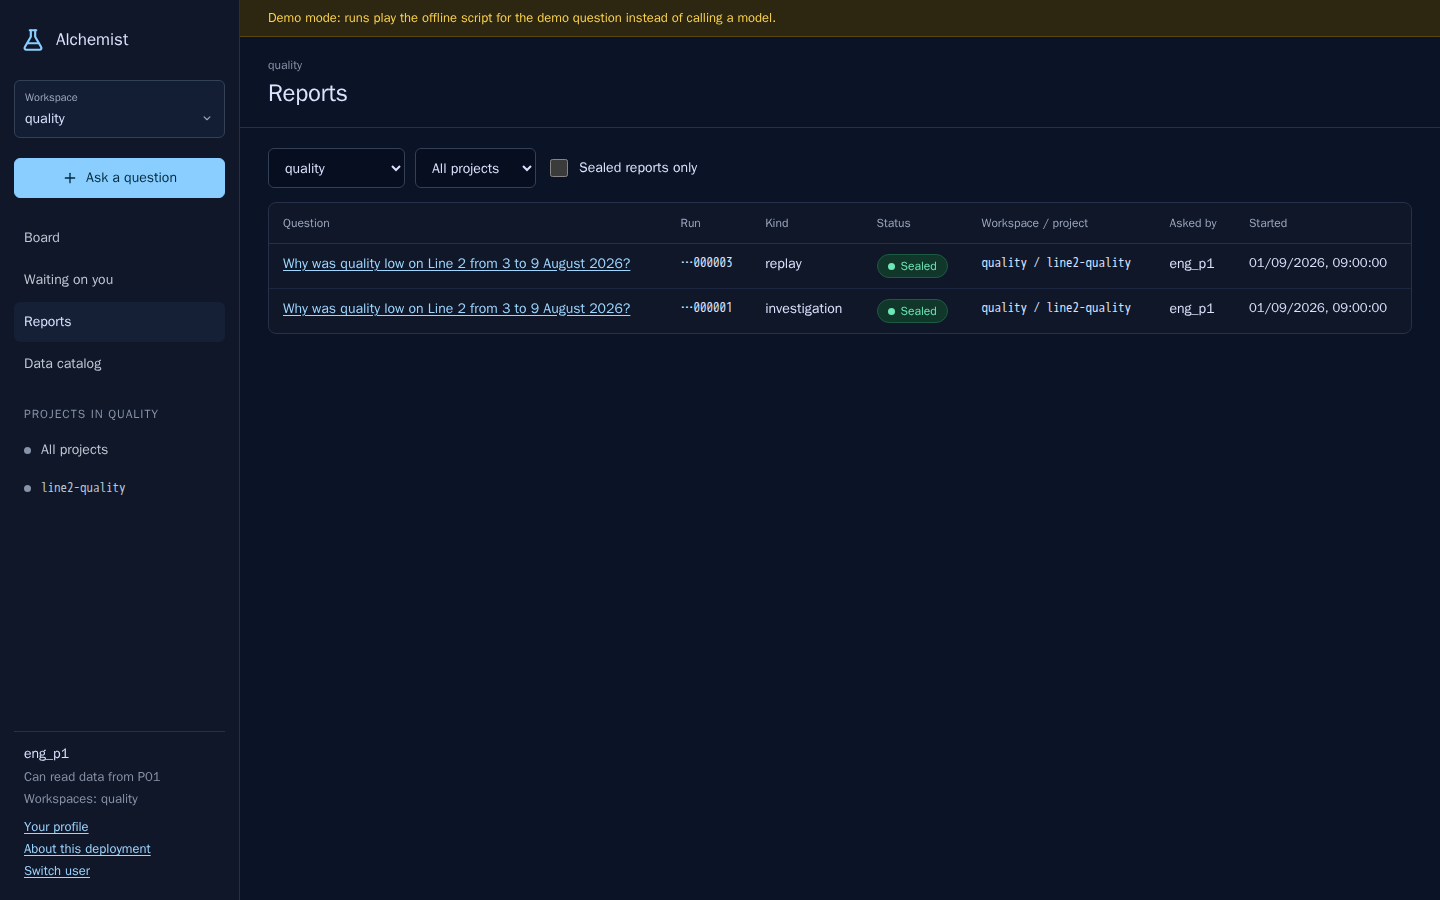 Demo mode: runs play the offline script for the demo question instead of calling a model.
Alchemist
Workspace
quality
Ask a question
Board
Waiting on you
Reports
Data catalog
PROJECTS IN QUALITY
All projects
line2-quality
eng_p1
Can read data from P01
Workspaces: quality
Your profile
About this deployment
Switch user
quality
Reports
quality All projects Sealed reports only
Question Run Kind Status Workspace / project Asked by Started
Why was quality low on Line 2 from 3 to 9 August 2026? ···000003 replay Sealed quality / line2-quality eng_p1 01/09/2026, 09:00:00
Why was quality low on Line 2 from 3 to 9 August 2026? ···000001 investigation Sealed quality / line2-quality eng_p1 01/09/2026, 09:00:00